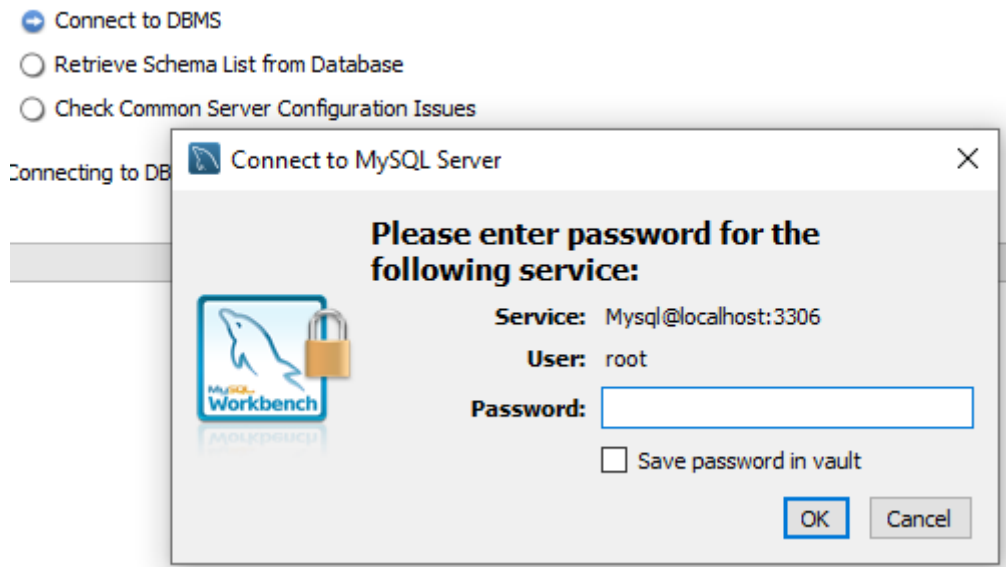 Connect to DBMS
Retrieve Schema List from Database
Check Common Server Configuration Issues
Connecting to DB
Connect to MySQL Server
Please enter password for the
following service:
Service: Mysql@localhost:3306
User: root
Password:
Save password in vault
MySQL
Workbench
OK Cancel